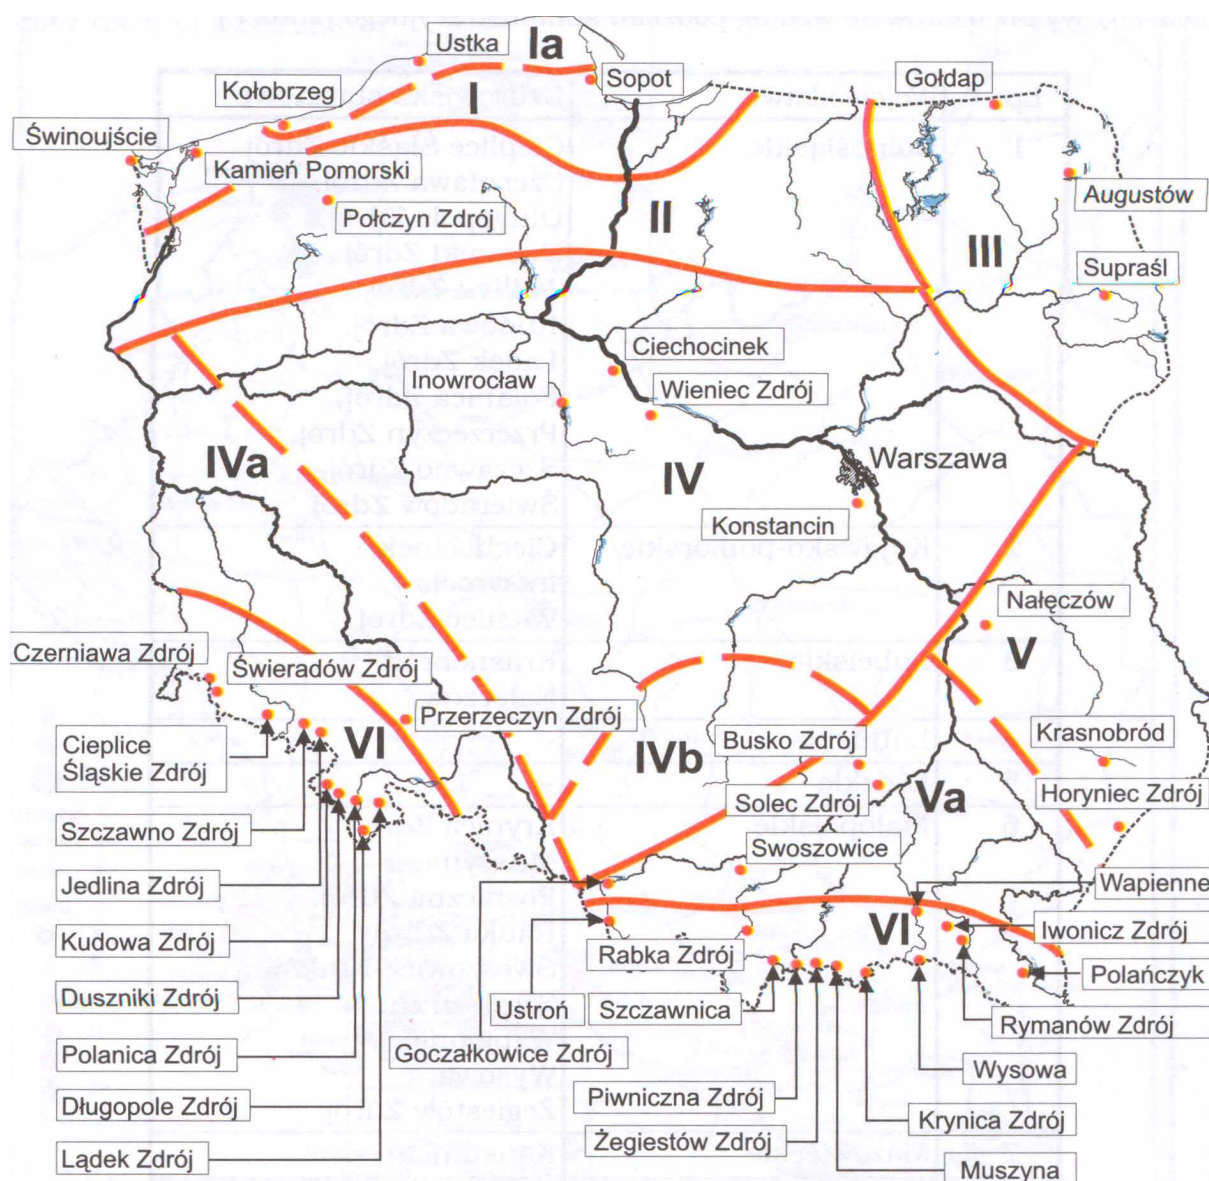 Ustka
Ia
Sopot
Gołdap
Kołobrzeg
I
Świnoujście
Kamień Pomorski
Augustów
Połczyn Zdrój
II
III
Supraśl
Ciechocinek
Inowrocław
Wieniec Zdrój
IVa
IV
Warszawa
Konstancin
Nałęczów
V
Czerniawa Zdrój
Świeradów Zdrój
Przerzeczyn Zdrój
Krasnobród
Cieplice
Śląskie Zdrój
VI
IVb
Busko Zdrój
Va
Horyniec Zdrój
Solec Zdrój
Szczawno Zdrój
Swoszowice
Jedlina Zdrój
Wapienne
Kudowa Zdrój
VI
Iwonicz Zdrój
Rabka Zdrój
Polańczyk
Duszniki Zdrój
Ustroń
Szczawnica
Rymanów Zdrój
Polanica Zdrój
Goczałkowice Zdrój
Wysowa
Długopole Zdrój
Piwniczna Zdrój
Krynica Zdrój
Żegiestów Zdrój
Lądek Zdrój
Muszyna